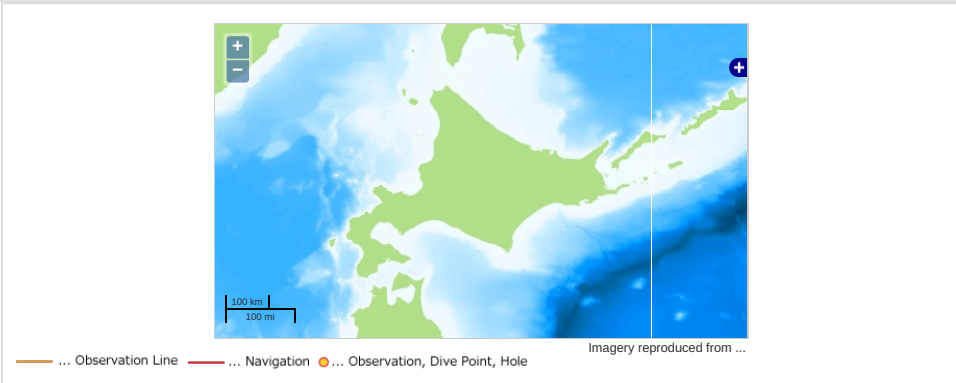 +
−
+
100 km
100 mi
Imagery reproduced from ...
... Observation Line ... Navigation ... Observation, Dive Point, Hole